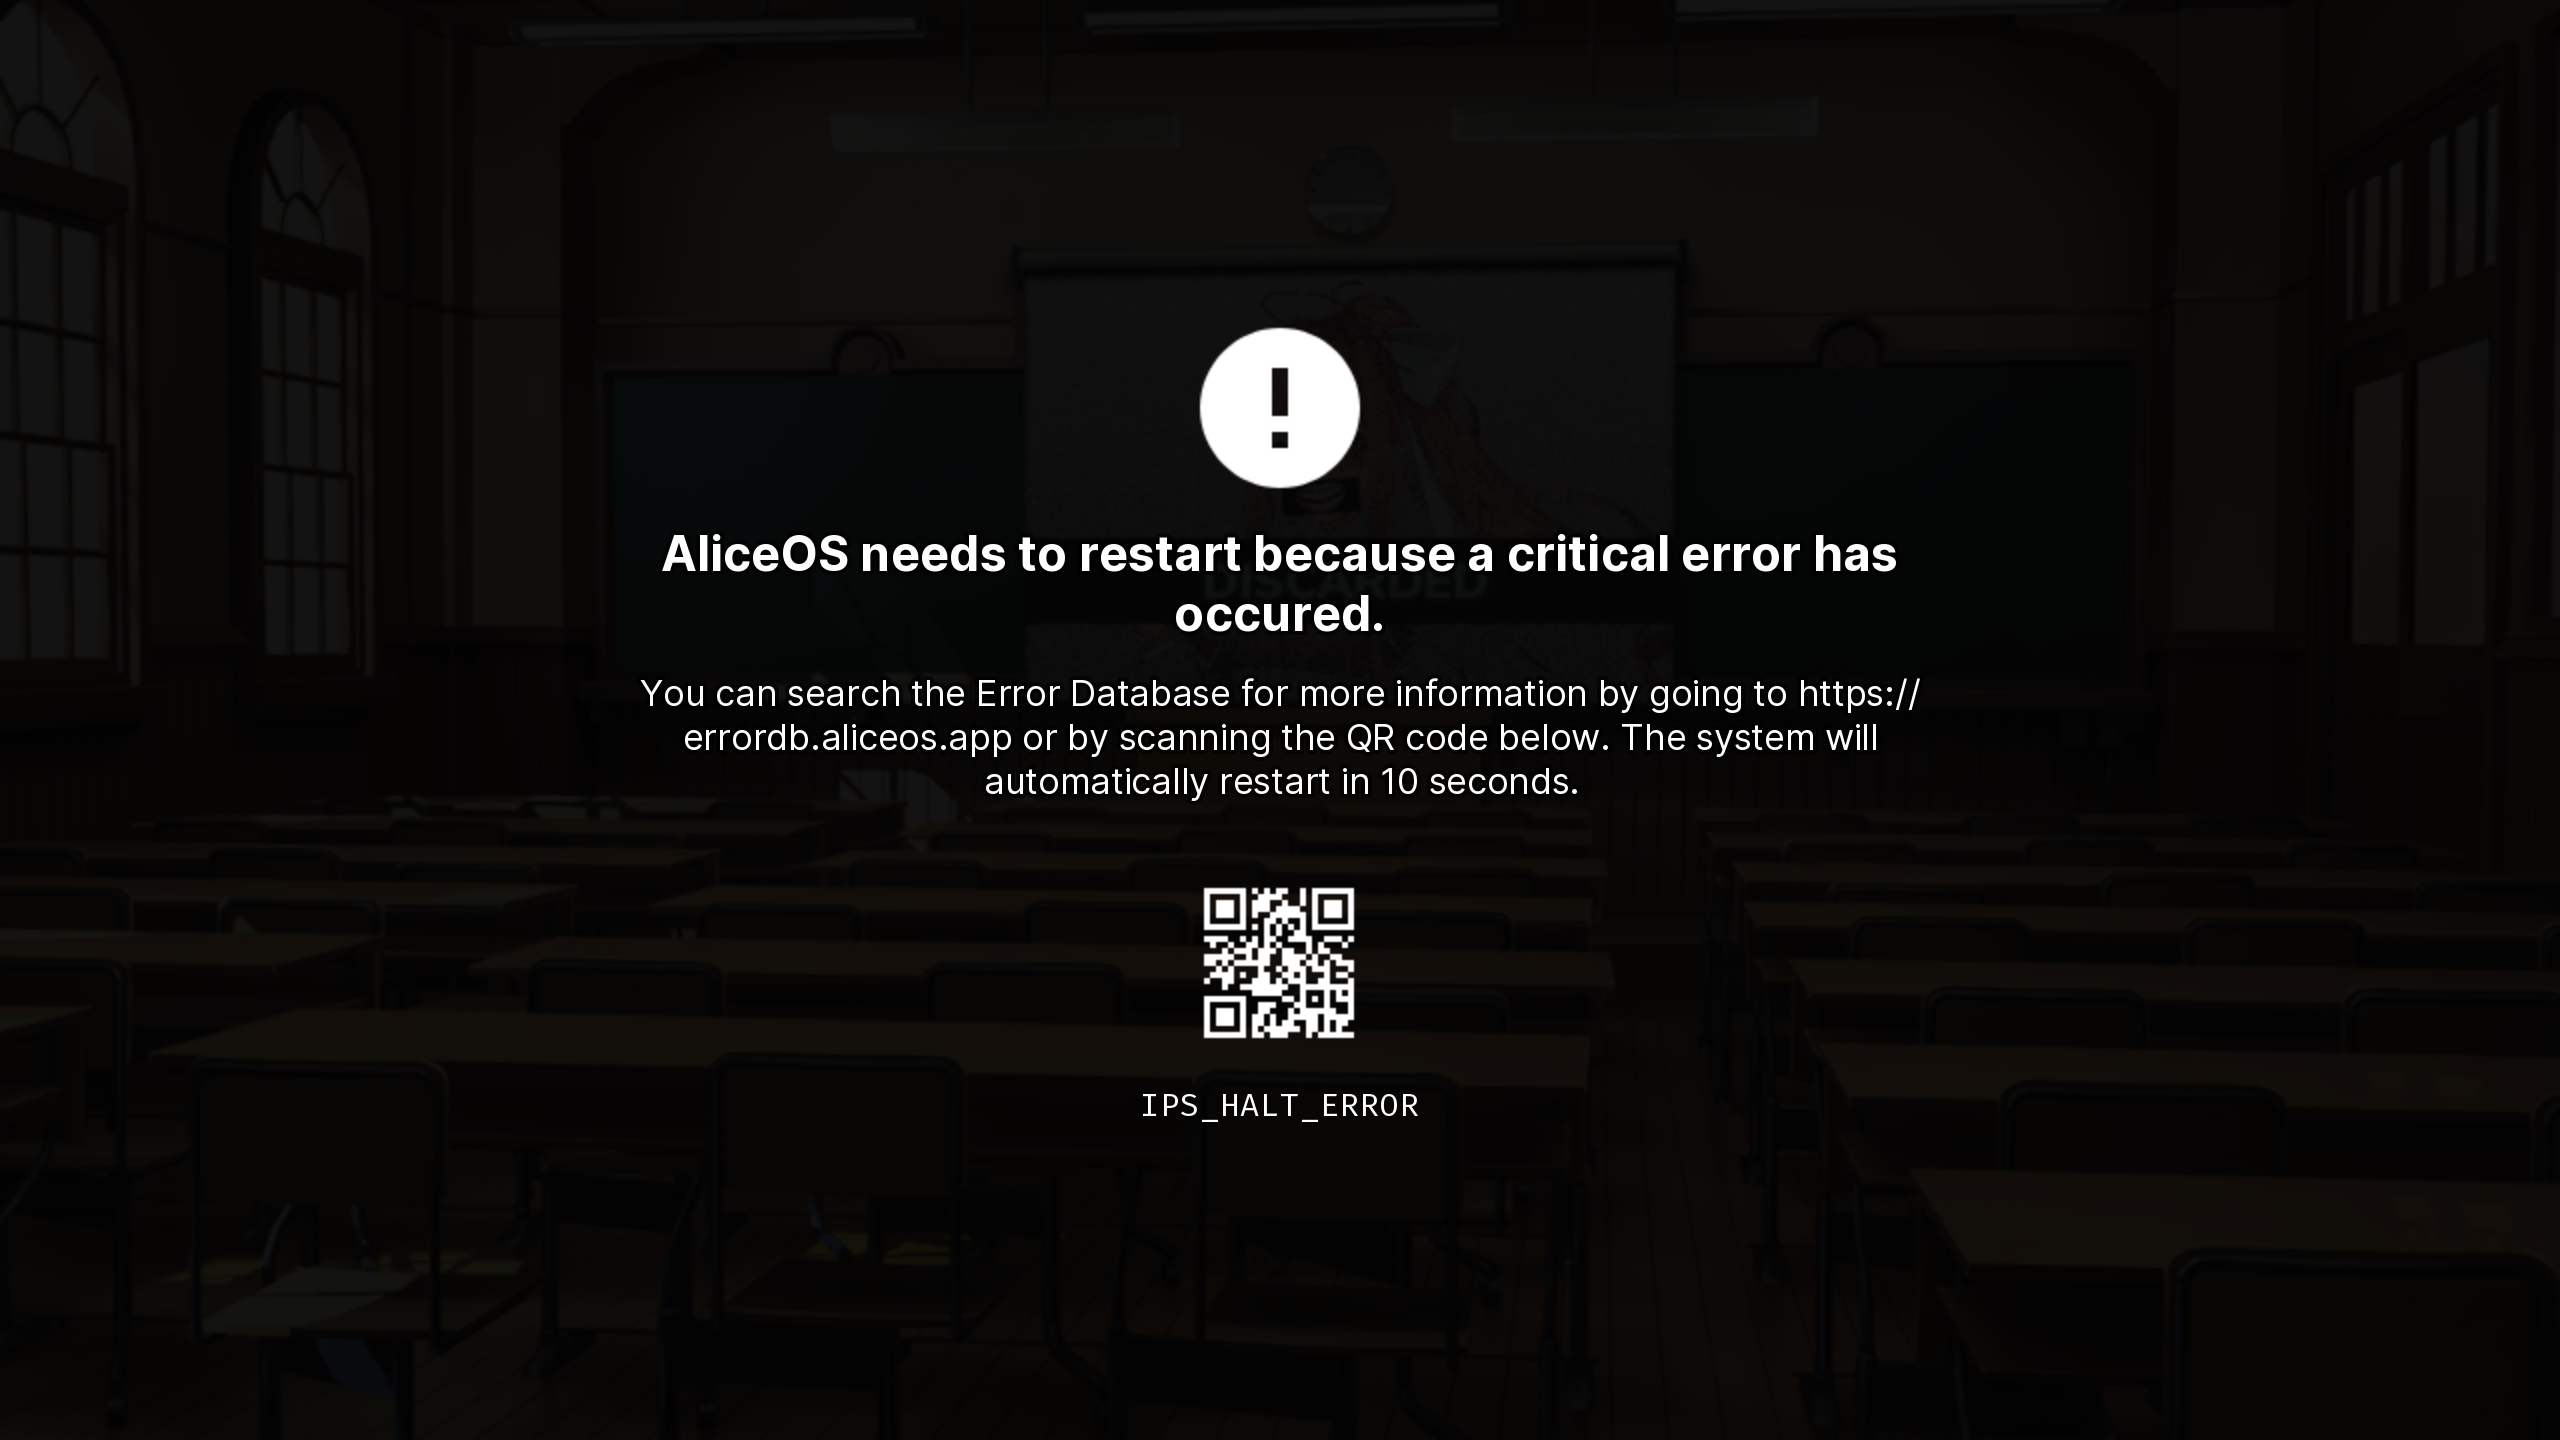 !
AliceOS needs to restart because a critical error has
DISCARDED
occured.
You can search the Error Database for more information by going to https://
errordb.aliceos.app or by scanning the QR code below. The system will
automatically restart in 10 seconds.
IPS_HALT_ERROR